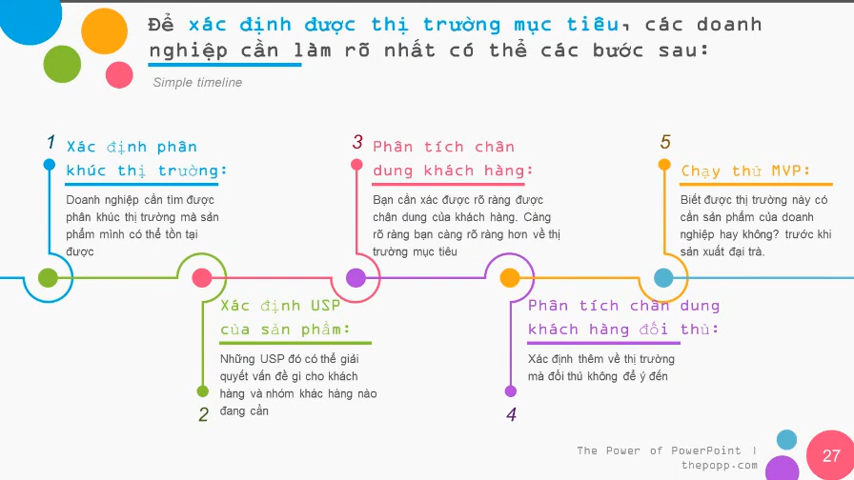 Để xác định được thị trường mục tiêu, các doanh
nghiệp cần làm rõ nhất có thể các bước sau:
Simple timeline
1
Xác định phân
khúc thị trường:
Doanh nghiệp cần tìm được
phân khúc thị trường mà sản
phẩm mình có thể tồn tại
được
2
Xác định USP
của sản phẩm:
Những USP đó có thể giải
quyết vấn đề gì cho khách
hàng và nhóm khác hàng nào
đang cần
3
Phân tích chân
dung khách hàng:
Bạn cần xác được rõ ràng được
chân dung của khách hàng. Càng
rõ ràng bạn càng rõ ràng hơn về thị
trường mục tiêu
4
Phân tích chân dung
khách hàng đối thủ:
Xác định thêm về thị trường
mà đối thủ không để ý đến
5
Chạy thử MVP:
Biết được thị trường này có
cần sản phẩm của doanh
nghiệp hay không? trước khi
sản xuất đại trà.
The Power of PowerPoint |
thepopp.com
27